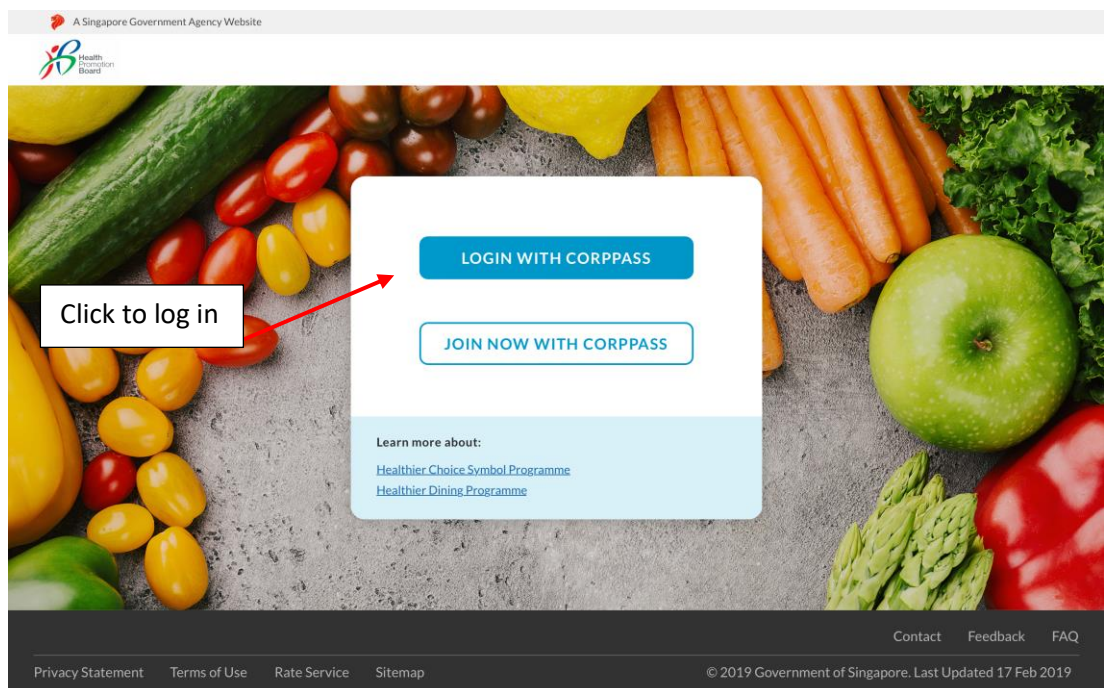 A Singapore Government Agency Website
Health
Promotion
Board
LOGIN WITH CORPPASS
Click to log in
JOIN NOW WITH CORPPASS
Learn more about:
Healthier Choice Symbol Programme
Healthier Dining Programme
Contact Feedback FAQ
Privacy Statement Terms of Use Rate Service Sitemap © 2019 Government of Singapore. Last Updated 17 Feb 2019